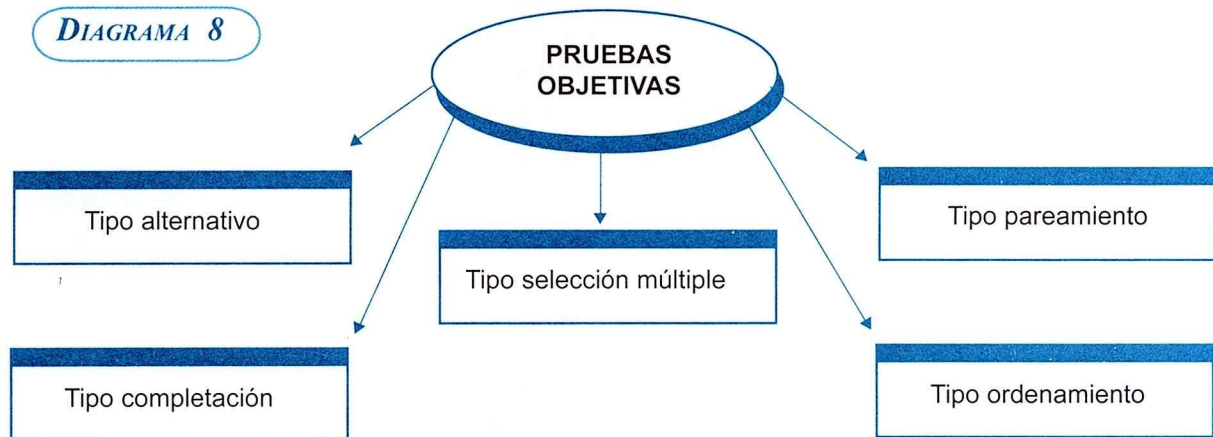 DIAGRAMA 8
PRUEBAS
OBJETIVAS
Tipo alternativo
Tipo pareamiento
Tipo selección múltiple
Tipo completación
Tipo ordenamiento